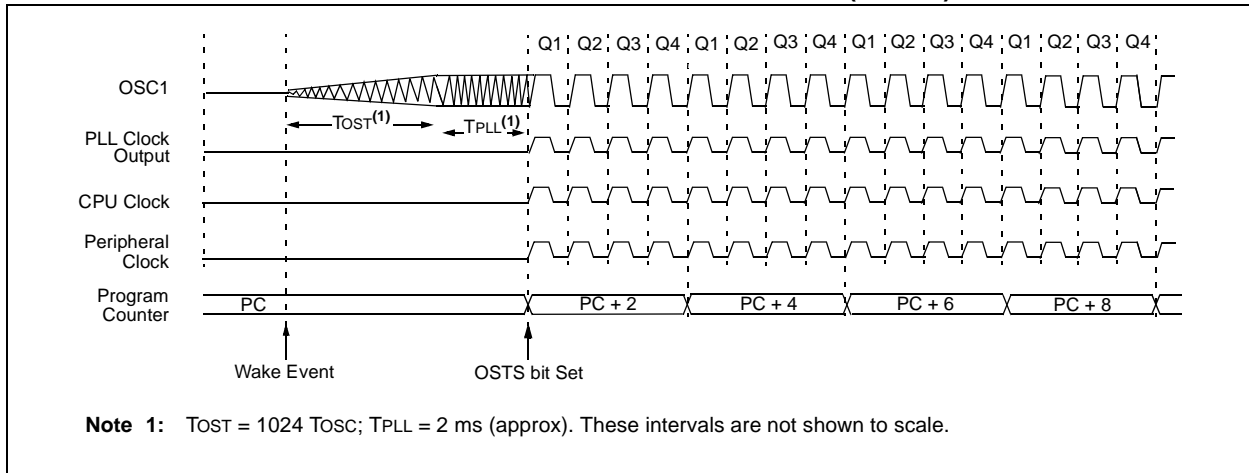 Q1 Q2 Q3 Q4 Q1 Q2 Q3 Q4 Q1 Q2 Q3 Q4 Q1 Q2 Q3 Q4
OSC1
TOST(1)
TPLL(1)
PLL Clock
Output
CPU Clock
Peripheral
Clock
Program
Counter
PC
PC + 2
PC + 4
PC + 6
PC + 8
Wake Event
OSTS bit Set
Note 1: TOST = 1024 TOSC; TPLL = 2 ms (approx). These intervals are not shown to scale.